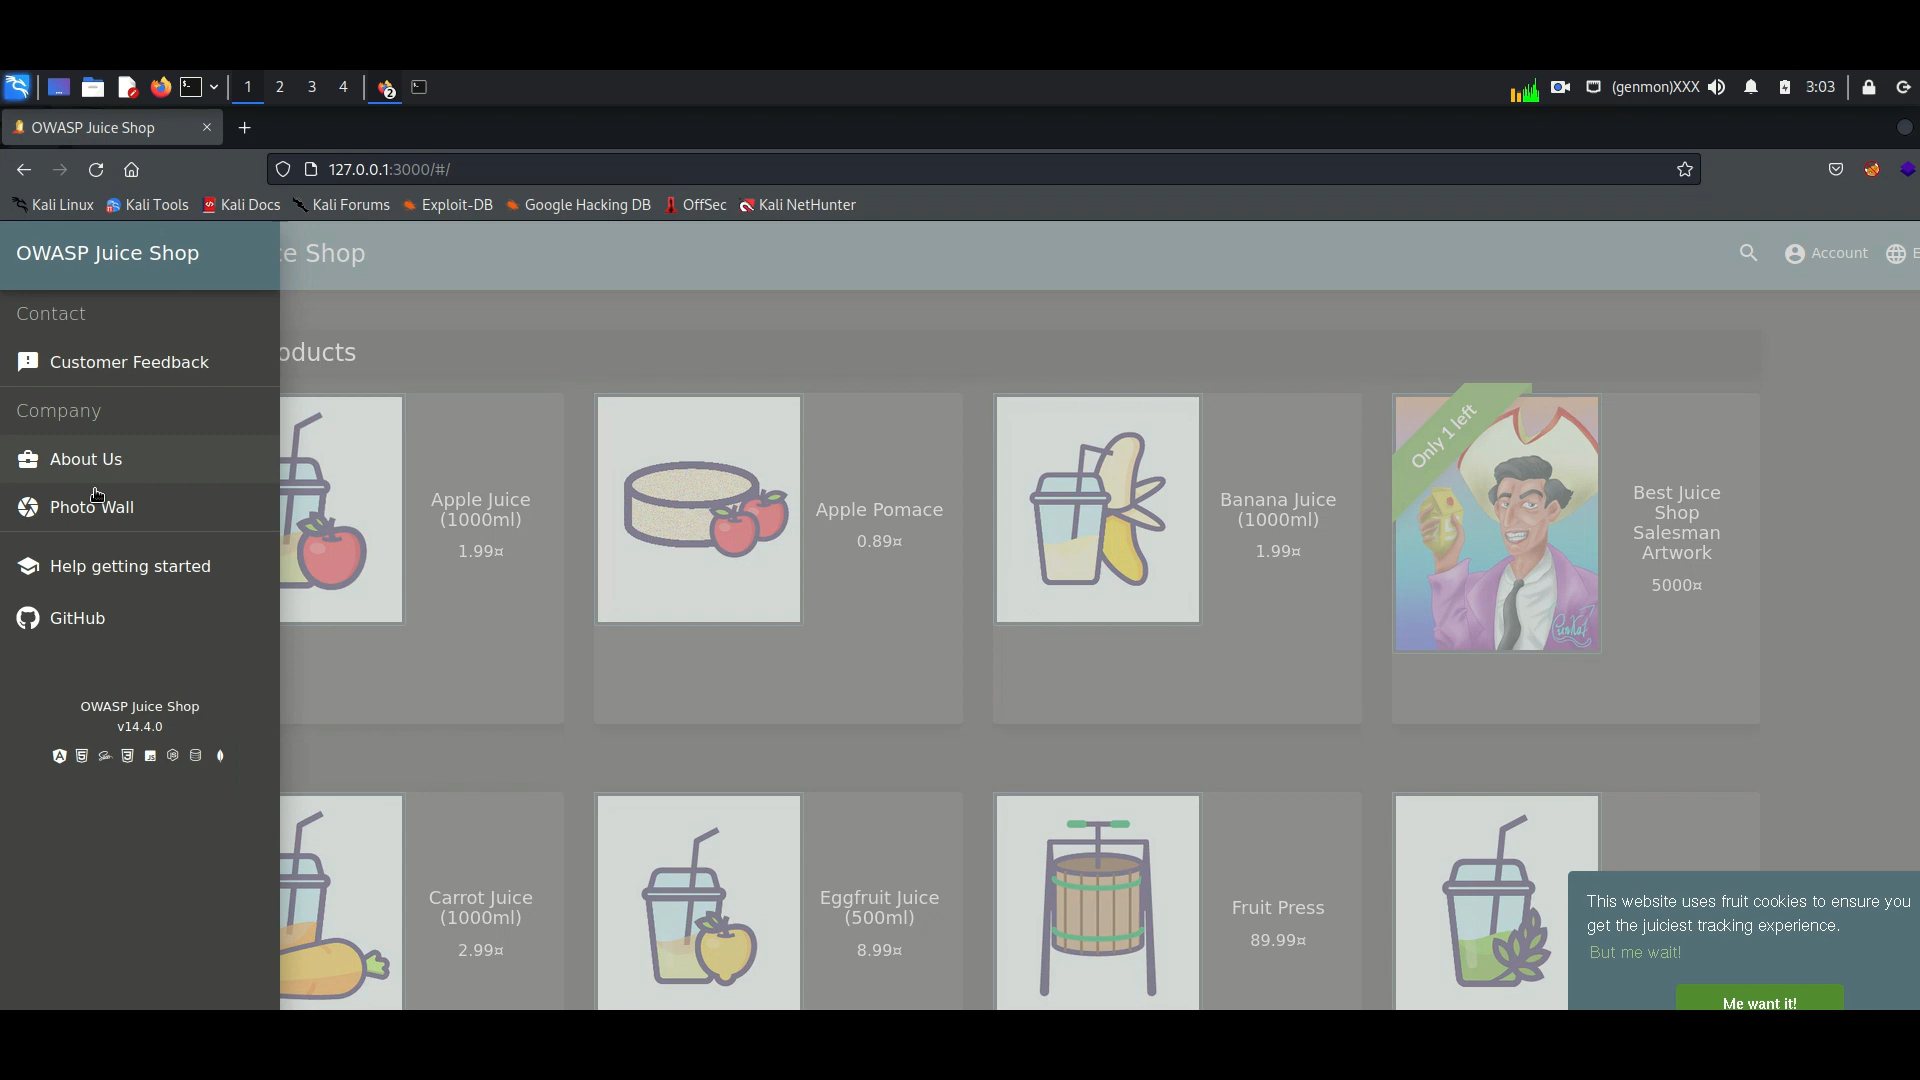 1 2 3 4 2 (genmon)XXX 3:03
OWASP Juice Shop
127.0.0.1:3000/#/
Kali Linux Kali Tools Kali Docs Kali Forums Exploit-DB Google Hacking DB OffSec Kali NetHunter
OWASP Juice Shop
ce Shop
Account
E
Contact
Customer Feedback
Company
About Us
Photo Wall
Help getting started
GitHub
OWASP Juice Shop
v14.4.0
oducts
Apple Juice
(1000ml)
1.99¤
Apple Pomace
0.89¤
Banana Juice
(1000ml)
1.99¤
Only 1 left
Best Juice
Shop
Salesman
Artwork
5000¤
Carrot Juice
(1000ml)
2.99¤
Eggfruit Juice
(500ml)
8.99¤
Fruit Press
89.99¤
This website uses fruit cookies to ensure you
get the juiciest tracking experience.
But me wait!
Me want it!